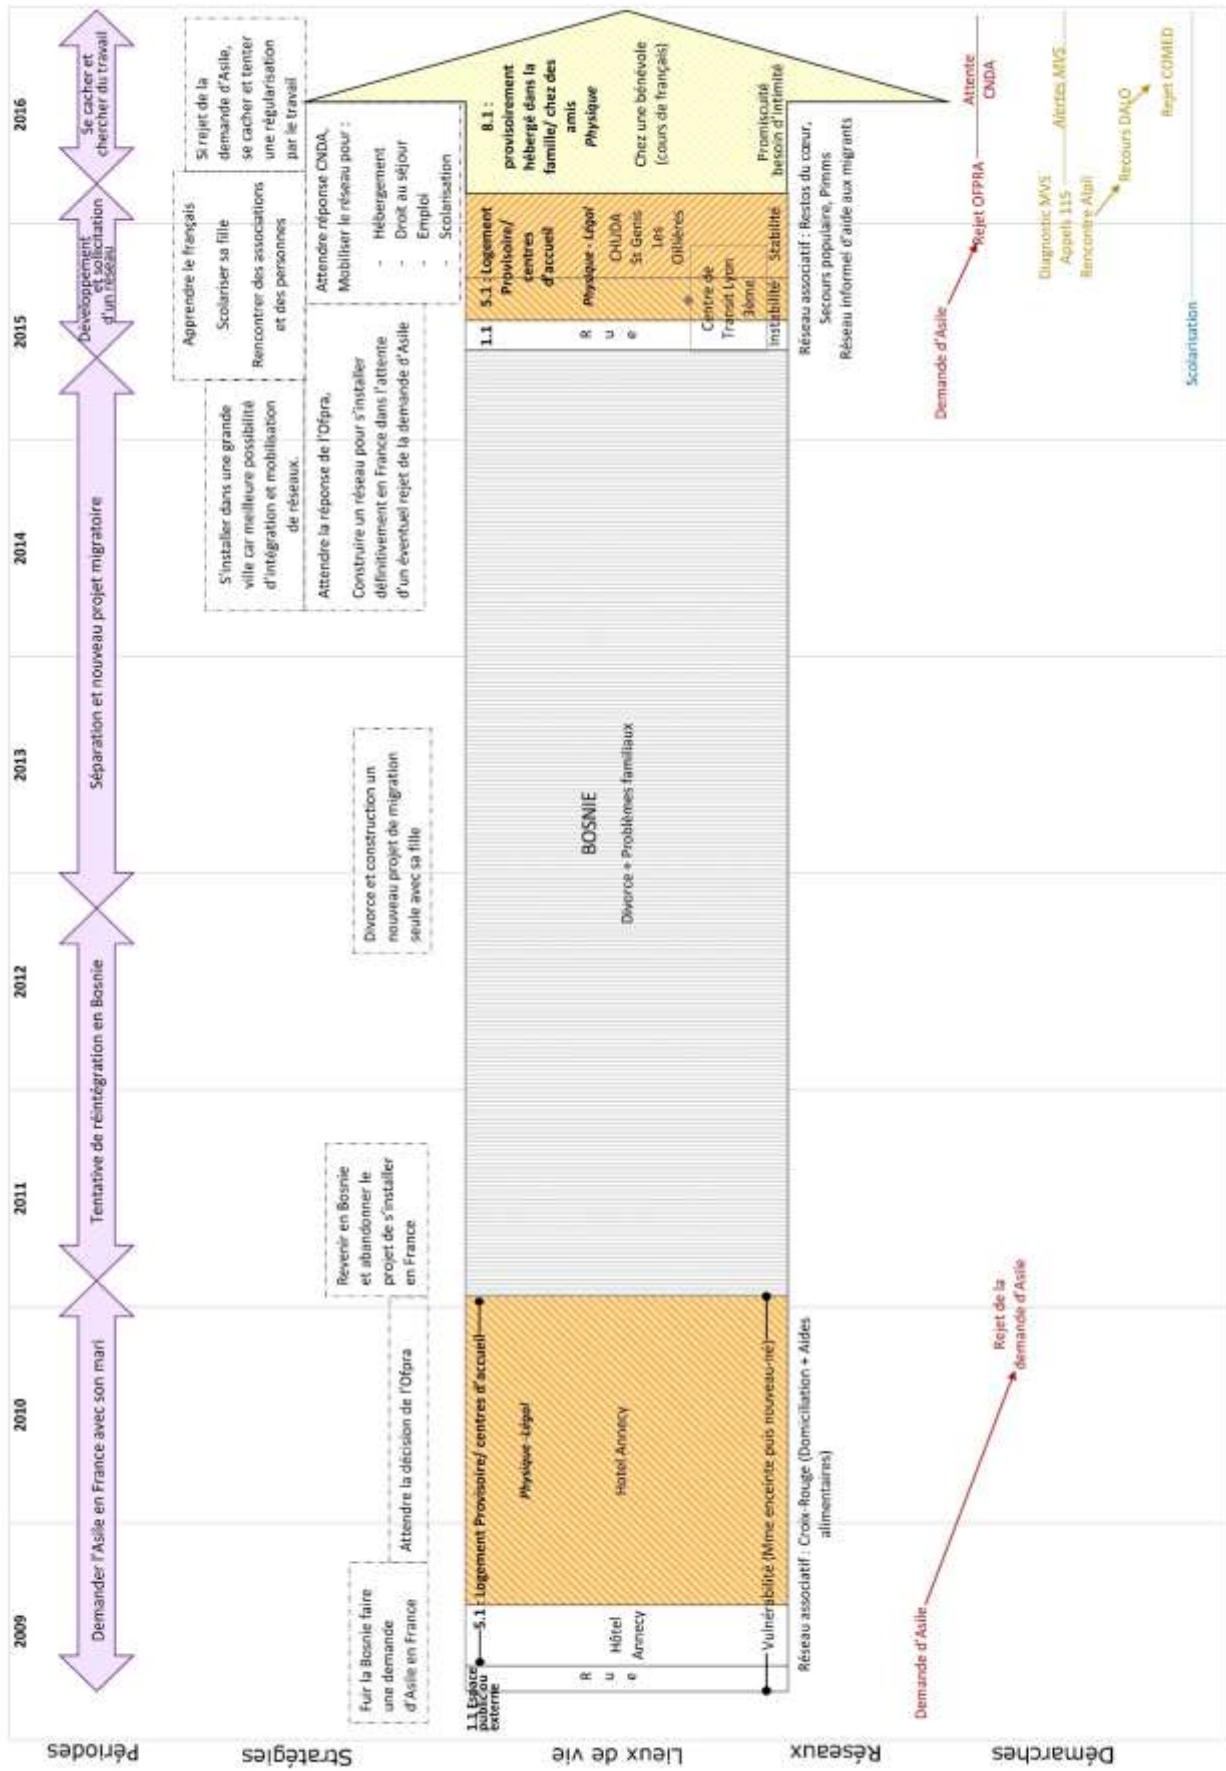 2009
2010
2011
2012
2013
2014
2015
2016
Périodes
Demander l'Asile en France avec son mari
Tentative de réintégration en Bosnie
Séparation et nouveau projet migratoire
Développement
et sollicitation
d'un réseau
Se cacher et
chercher du travail
Stratégies
Fuir la Bosnie faire
une demande
d'Asile en France
Attendre la décision de l'Ofpra
Revenir en Bosnie
et abandonner le
projet de s'installer
en France
Divorce et construction un
nouveau projet de migration
seule avec sa fille
S'installer dans une grande
ville car meilleure possibilité
d'intégration et mobilisation
de réseaux.
Attendre la réponse de l'Ofpra,
Construire un réseau pour s'installer
définitivement en France dans l'attente
d'un éventuel rejet de la demande d'Asile
Apprendre le français
Scolariser sa fille
Rencontrer des associations
et des personnes
Attendre réponse CNDA,
Mobiliser le réseau pour :
- Hébergement
- Droit au séjour
- Emploi
- Scolarisation
Si rejet de la
demande d'Asile,
se cacher et tenter
une régularisation
par le travail
Lieux de vie
1.1 Espace
public ou
externe
R
u
e
5.1 : Logement Provisoire/ centres d'accueil
Hôtel
Annecy
Physique -Légal
Hotel Annecy
Vulnérabilité (Mme enceinte puis nouveau-né)
BOSNIE
Divorce + Problèmes familiaux
1.1
R
u
e
5.1 : Logement
Provisoire/
centres
d'accueil
Physique - Légal
CHUDA
St Genis
Les
Ollières
Centre de
Transit Lyon
3ème
Instabilité
Stabilité
8.1 :
provisoirement
hébergé dans la
famille/ chez des
amis
Physique
Chez une bénévole
(cours de français)
Promiscuité
besoin d'intimité
Réseaux
Réseau associatif : Croix-Rouge (Domiciliation + Aides
alimentaires)
Réseau associatif : Restos du cœur,
Secours populaire, Pimms
Réseau informel d'aide aux migrants
Démarches
Demande d'Asile
Rejet de la
demande d'Asile
Demande d'Asile
Rejet OFPRA
Attente
CNDA
Diagnostic MVS
Appels 115
Rencontre Alpil
Alertes MVS
Recours DALO
Rejet COMED
Scolarisation